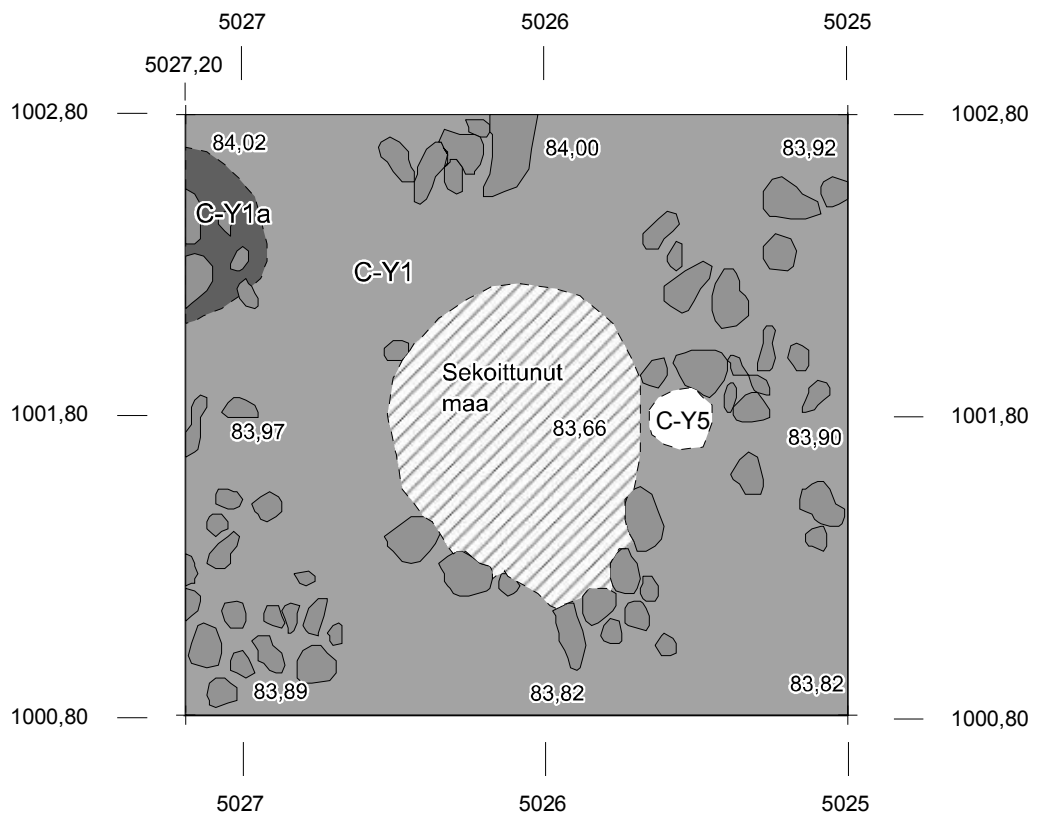 5027 5026 5025
5027,20
1002,80 1002,80
84,02 84,00 83,92
C-Y1a
C-Y1
Sekoittunut
maa
1001,80 C-Y5 1001,80
83,97 83,66 83,90
83,89 83,82 83,82
1000,80 1000,80
5027 5026 5025